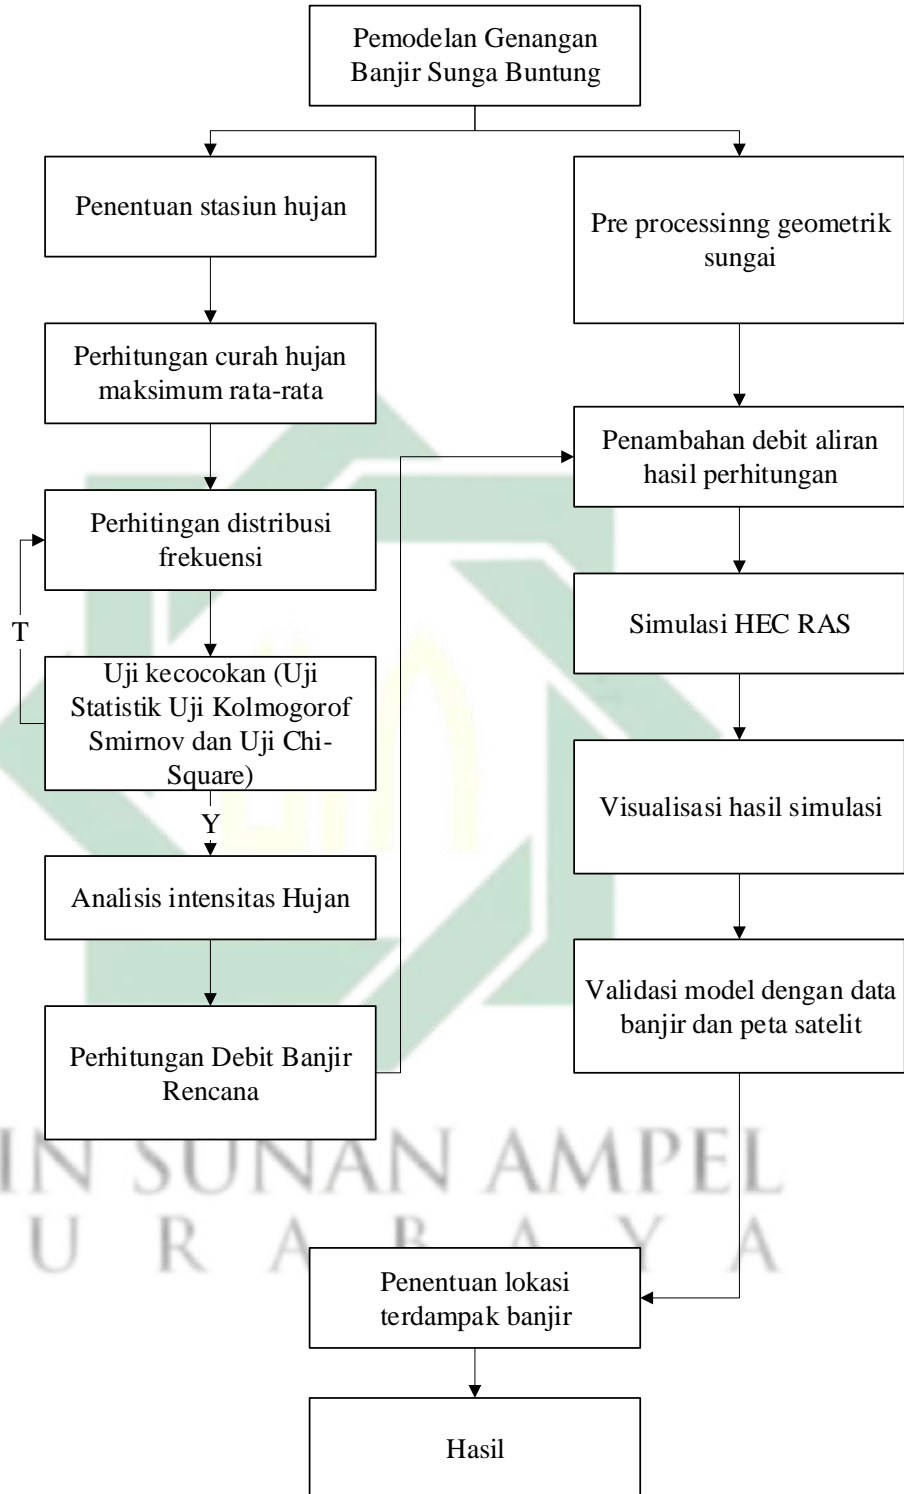 Pemodelan Genangan
Banjir Sunga Buntung
Penentuan stasiun hujan
Perhitungan curah hujan
maksimum rata-rata
Perhitingan distribusi
frekuensi
T
Uji kecocokan (Uji
Statistik Uji Kolmogorof
Smirnov dan Uji Chi-
Square)
Y
Analisis intensitas Hujan
Perhitungan Debit Banjir
Rencana
Pre processinng geometrik
sungai
Penambahan debit aliran
hasil perhitungan
Simulasi HEC RAS
Visualisasi hasil simulasi
Validasi model dengan data
banjir dan peta satelit
Penentuan lokasi
terdampak banjir
Hasil
IN SUNAN AMPEL
U R A B A Y A